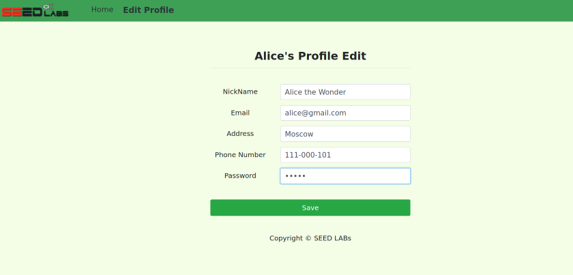 SEED LABS Home Edit Profile
Alice's Profile Edit
NickName Alice the Wonder
Email alice@gmail.com
Address Moscow
Phone Number 111-000-101
Password •••••
Save
Copyright © SEED LABs